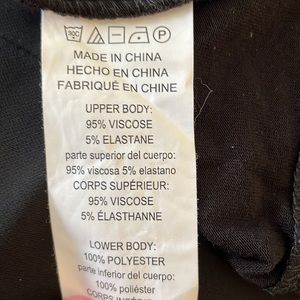 MADE IN CHINA
HECHO EN CHINA
FABRIQUÉ EN CHINE
UPPER BODY:
95% VISCOSE
5% ELASTANE
parte superior del cuerpo:
95% viscosa 5% elastano
CORPS SUPÉRIEUR:
95% VISCOSE
5% ÉLASTHANNE
LOWER BODY:
100% POLYESTER
parte inferior del cuerpo:
100% poliéster
CORPS